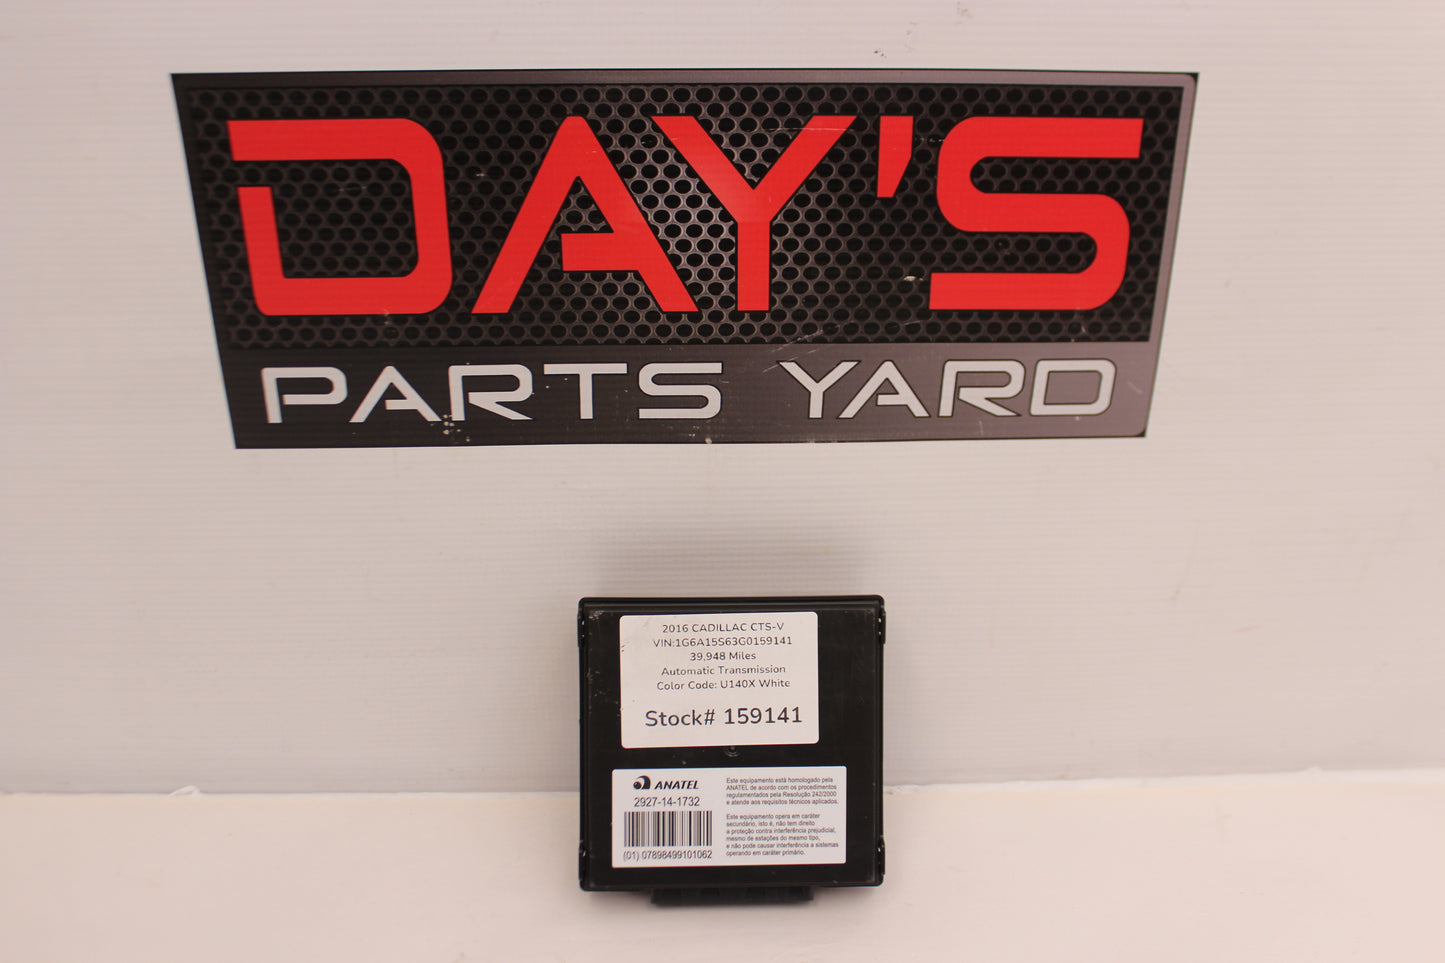 DAY'S
PARTS YARD
2016 CADILLAC CTS-V
VIN:1G6A15S63G0159141
39,948 Miles
Automatic Transmission
Color Code: U140X White
Stock# 159141
ANATEL
2927-14-1732
(01) 07898499101062
Este equipamento está homologado pela
ANATEL de acordo com os procedimentos
regulamentados pela Resolução 242/2000
e atende aos requisitos técnicos aplicados.
Este equipamento opera em caráter
secundário, isto é, não tem direito
a proteção contra interferência prejudicial,
mesmo de estações do mesmo tipo,
e não pode causar interferência a sistemas
operando em caráter primário.